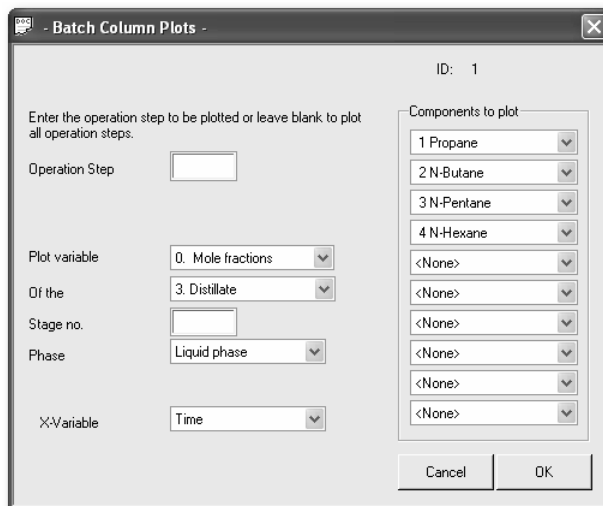 - Batch Column Plots -
ID: 1
Enter the operation step to be plotted or leave blank to plot
all operation steps.
Operation Step
Plot variable
0. Mole fractions
Of the
3. Distillate
Stage no.
Phase
Liquid phase
X-Variable
Time
Components to plot
1 Propane
2 N-Butane
3 N-Pentane
4 N-Hexane
<None>
<None>
<None>
<None>
<None>
<None>
Cancel
OK